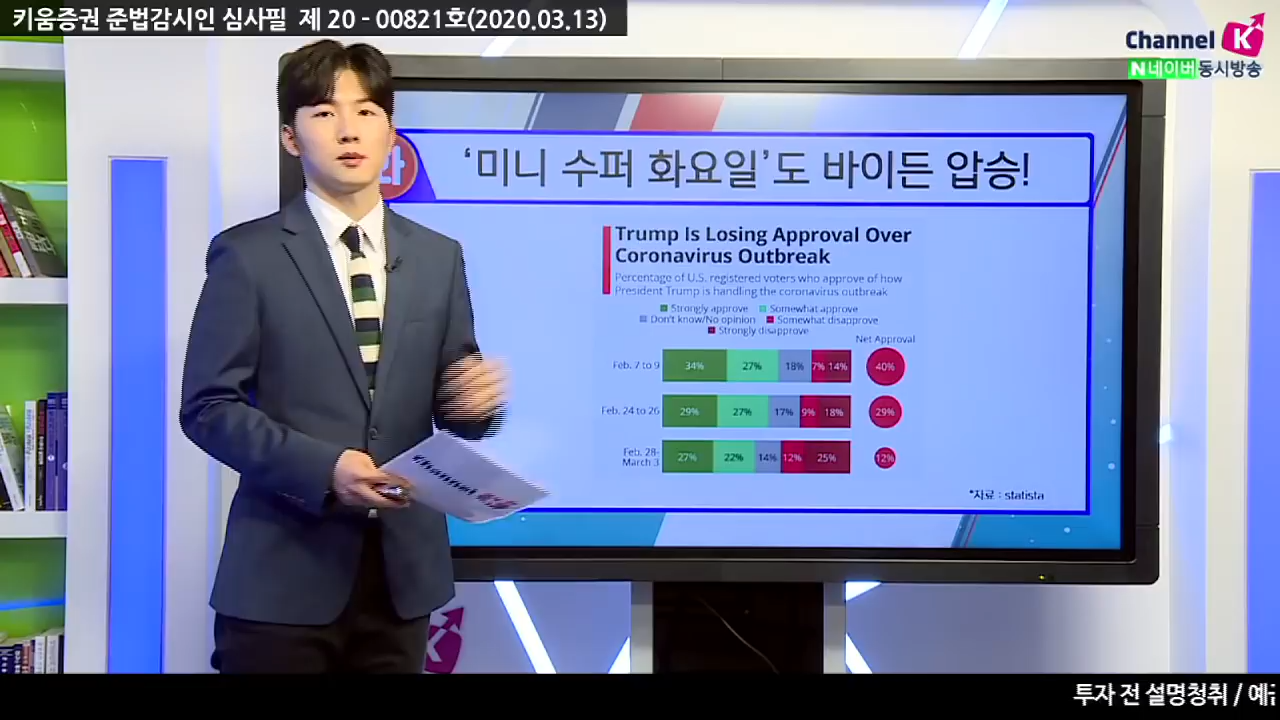 키움증권 준법감시인 심사필 제 20 - 00821호(2020.03.13)
Channel K
N 네이버 동시방송
‘미니 수퍼 화요일’도 바이든 압승!
Trump Is Losing Approval Over
Coronavirus Outbreak
Percentage of U.S. registered voters who approve of how
President Trump is handling the coronavirus outbreak
Strongly approve Somewhat approve
Don't know/No opinion Somewhat disapprove
Strongly disapprove
Net Approval
Feb. 7 to 9 34% 27% 18% 7% 14% 40%
Feb. 24 to 26 29% 27% 17% 9% 18% 29%
Feb. 28-
March 3 27% 22% 14% 12% 25% 12%
*자료 : statista
Channel
K
투자 전 설명청취 /